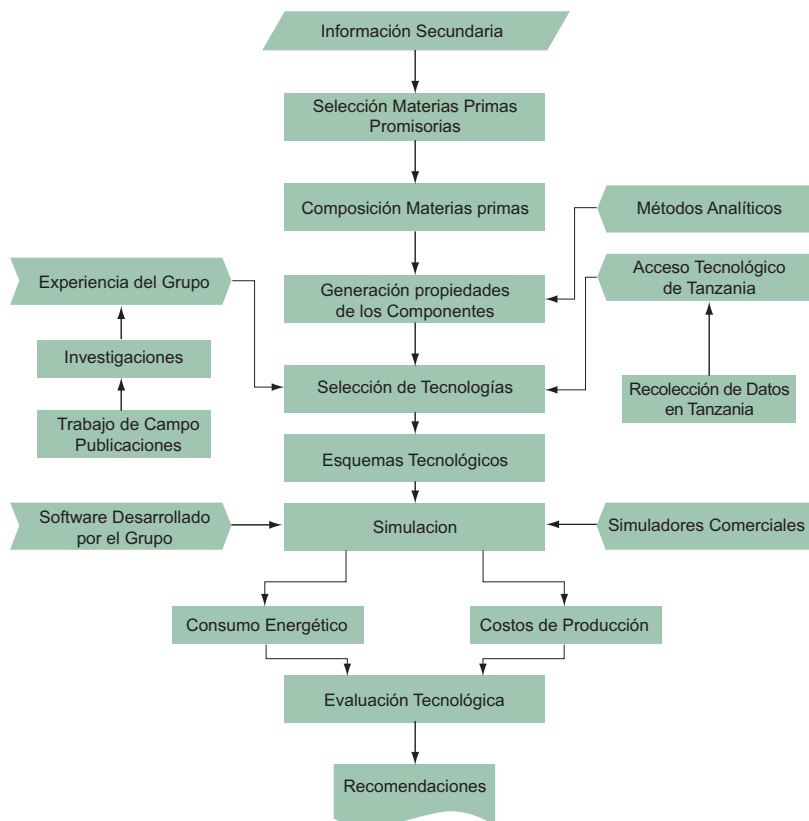 Información Secundaria
Selección Materias Primas
Promisorias
Composición Materias primas
Métodos Analíticos
Experiencia del Grupo
Generación propiedades
de los Componentes
Acceso Tecnológico
de Tanzania
Investigaciones
Selección de Tecnologías
Recolección de Datos
en Tanzania
Trabajo de Campo
Publicaciones
Esquemas Tecnológicos
Software Desarrollado
por el Grupo
Simulacion
Simuladores Comerciales
Consumo Energético
Costos de Producción
Evaluación Tecnológica
Recomendaciones